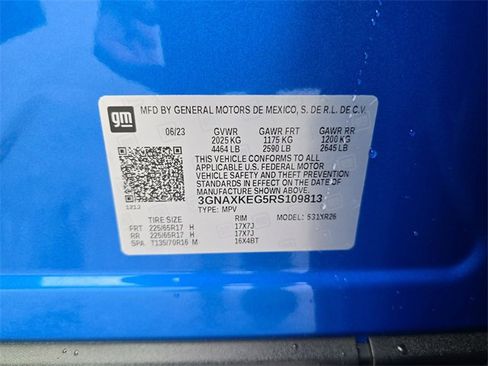 gm
MFD BY GENERAL MOTORS DE MEXICO, S. DE R.L. DE C.V.
06/23 GVWR GAWR FRT GAWR RR
2025 KG 1175 KG 1200 KG
4464 LB 2590 LB 2645 LB
THIS VEHICLE CONFORMS TO ALL
APPLICABLE U.S. FEDERAL MOTOR
VEHICLE SAFETY AND THEFT
PREVENTION STANDARDS IN EFFECT
ON THE DATE OF MANUFACTURE
SHOWN ABOVE.
3GNAXKEG5RS109813
TYPE: MPV MODEL: 531XR26
1212
TIRE SIZE RIM
FRT 225/65R17 H 17X7J
RR 225/65R17 H 17X7J
SPA T135/70R16 M 16X4BT